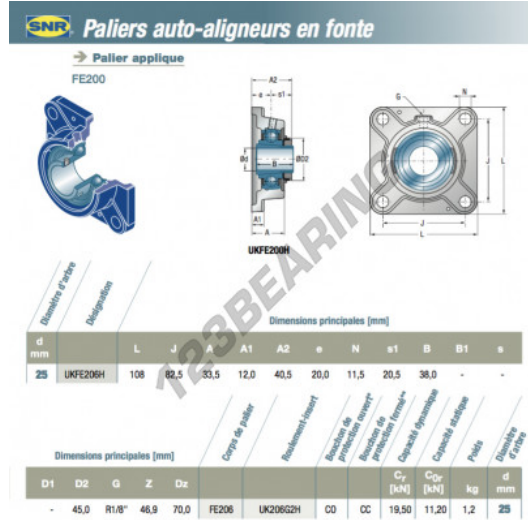 SNR Paliers auto-aligneurs en fonte
Palier applique
FE200
A2
e s1
Ød
B
ØD2
A1
A
UKFE200H
G
N
J
L
J
L
123BEARING
Diamètre d'arbre
Désignation
Dimensions principales [mm]
d mm L J A1 A2 e N s1 B B1 s
25 UKFE206H 108 82,5 33,5 12,0 40,5 20,0 11,5 20,5 38,0 - -
Dimensions principales [mm]
Corps de palier
Roulement-insert
Bouchon de protection ouvert*
Bouchon de protection fermé**
Capacité dynamique
Capacité statique
Poids
Diamètre d'arbre
D1 D2 G Z Dz Cr [kN] C0r [kN] kg d mm
- 45,0 R1/8" 46,9 70,0 FE206 UK206G2H CO CC 19,50 11,20 1,2 25